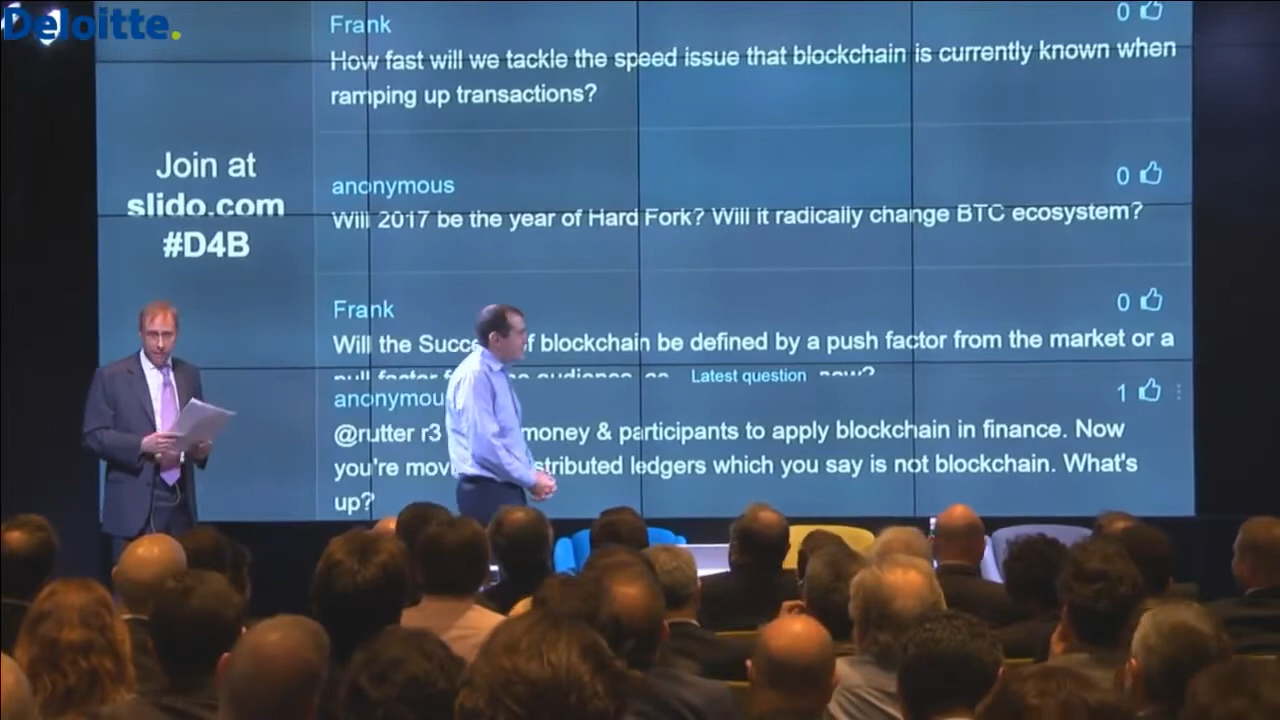 Deloitte.
Join at
slido.com
#D4B
Frank
0
How fast will we tackle the speed issue that blockchain is currently known when
ramping up transactions?
anonymous
0
Will 2017 be the year of Hard Fork? Will it radically change BTC ecosystem?
Frank
0
Will the of blockchain be defined by a push factor from the market or a
Latest question
1
@rutter r3 money & participants to apply blockchain in finance. Now
you're ledgers which you say is not blockchain. What's
up?